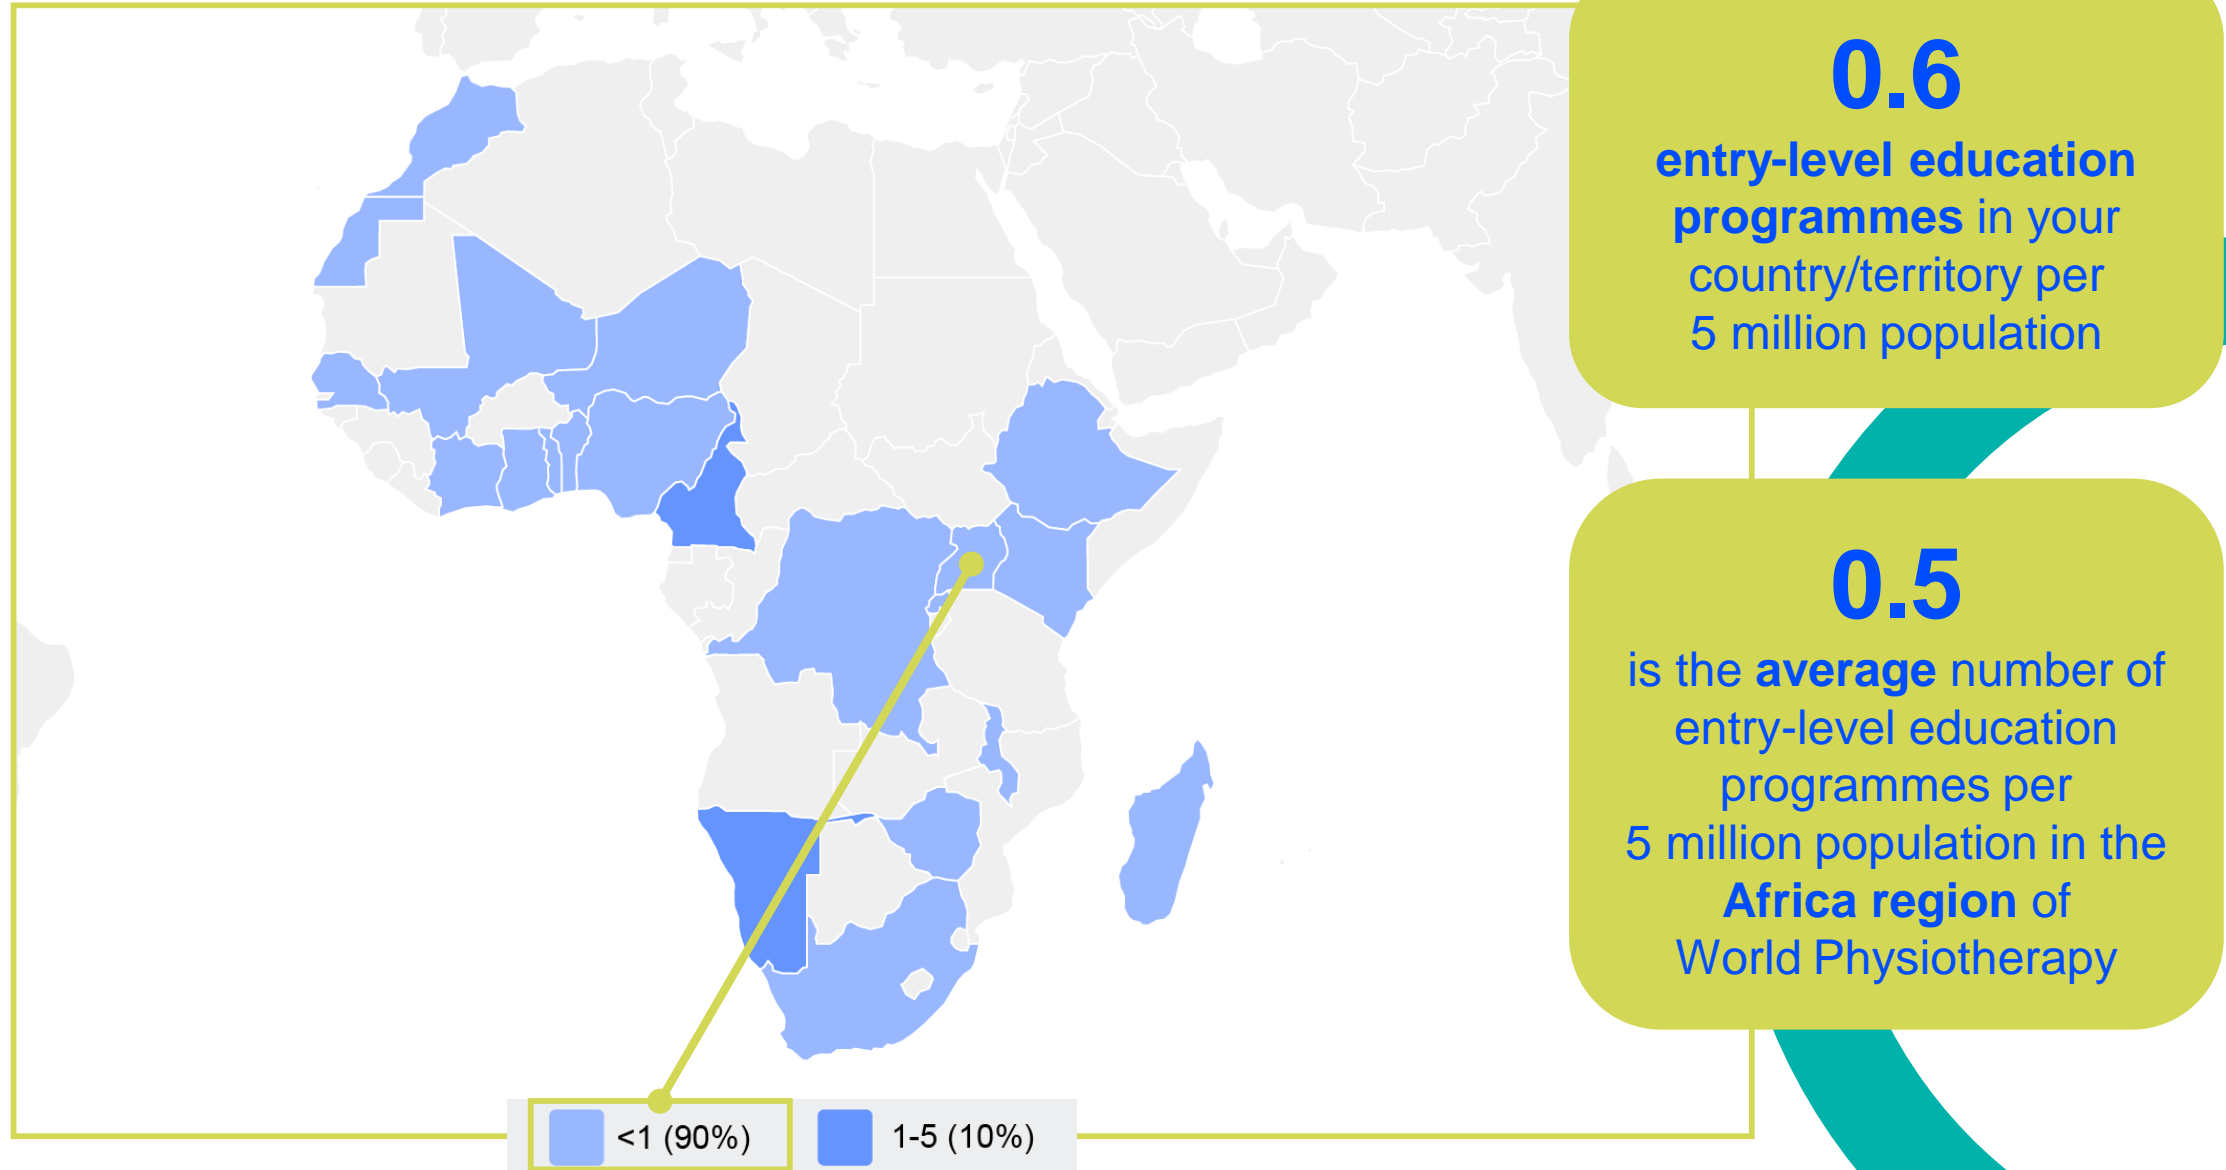 0.6
entry-level education
programmes in your
country/territory per
5 million population
0.5
is the average number of
entry-level education
programmes per
5 million population in the
Africa region of
World Physiotherapy
<1 (90%)
1-5 (10%)